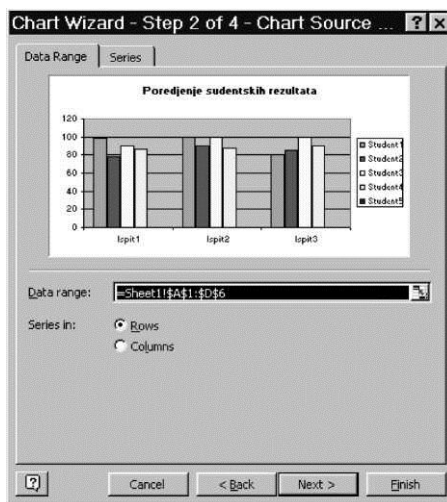 Chart Wizard - Step 2 of 4 - Chart Source ...
Data Range
Series
Poredjenje sudentskih rezultata
120
100
80
60
40
20
0
Ispit1
Ispit2
Ispit3
Student1
Student2
Student3
Student4
Student5
Data range:
=Sheet1!$A$1:$D$6
Series in:
Rows
Columns
Cancel
< Back
Next >
Finish